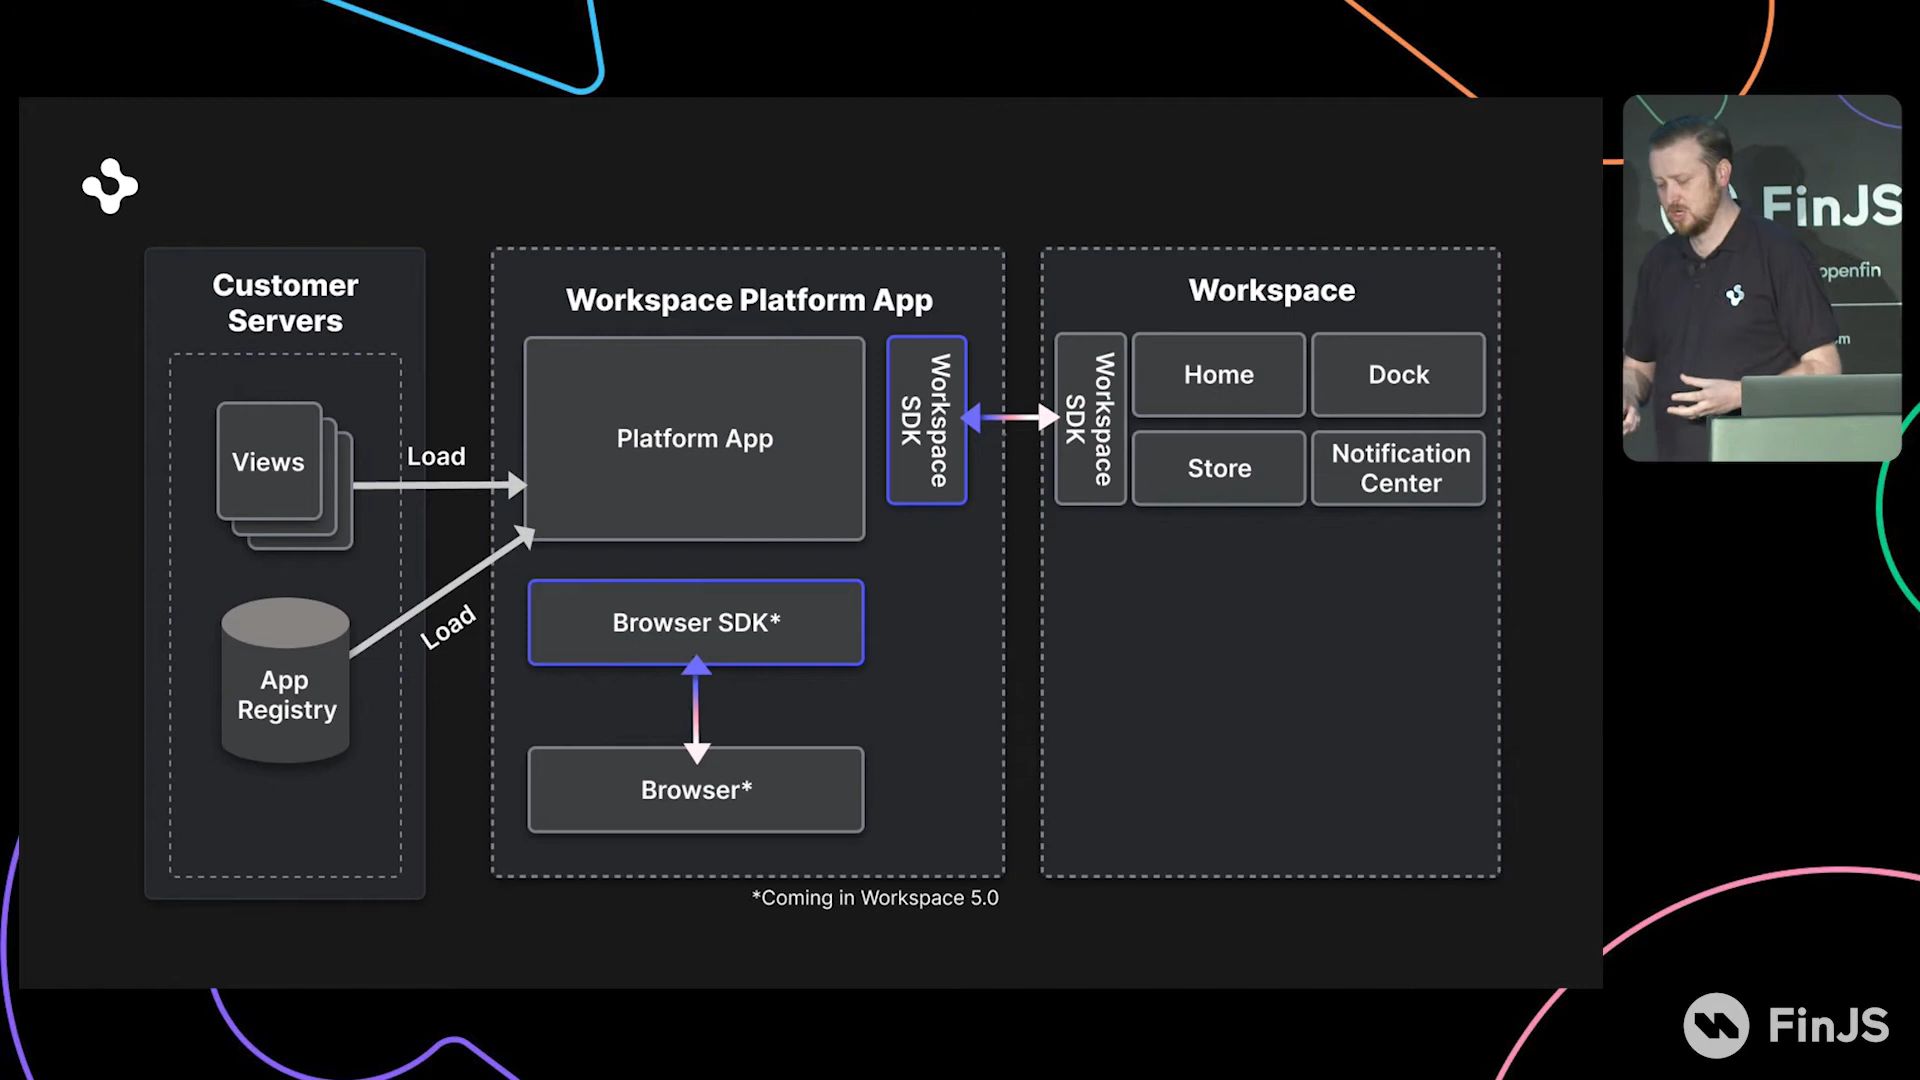 Customer
Servers
Views
App
Registry
Load
Load
Workspace Platform App
Platform App
Workspace
SDK
Browser SDK*
Browser*
*Coming in Workspace 5.0
Workspace
Workspace
SDK
Home
Dock
Store
Notification
Center
FinJS
openfin
m
FinJS